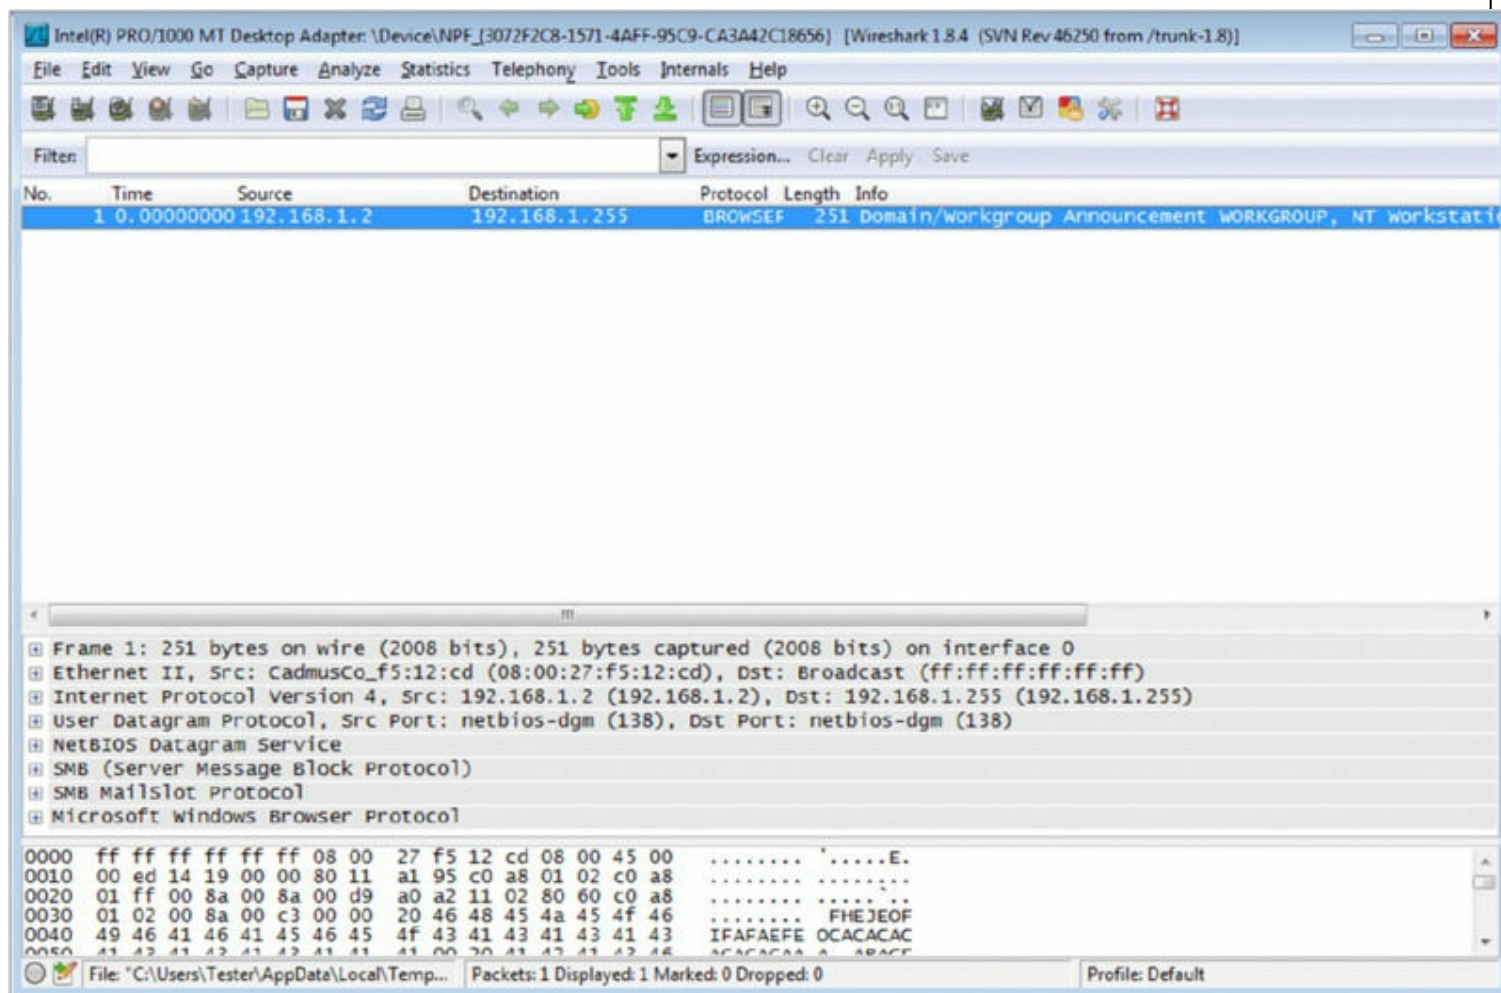 Intel(R) PRO/1000 MT Desktop Adapter: \Device\NPF_{3072F2C8-1571-4AFF-95C9-CA3A42C18656} [Wireshark 1.8.4 (SVN Rev 46250 from /trunk-1.8)]
File Edit View Go Capture Analyze Statistics Telephony Tools Internals Help
Filter: Expression... Clear Apply Save
No. Time Source Destination Protocol Length Info
1 0.00000000 192.168.1.2 192.168.1.255 BROWSEF 251 Domain/Workgroup Announcement WORKGROUP, NT Workstati
Frame 1: 251 bytes on wire (2008 bits), 251 bytes captured (2008 bits) on interface 0
Ethernet II, Src: CadmusCo_f5:12:cd (08:00:27:f5:12:cd), Dst: Broadcast (ff:ff:ff:ff:ff:ff)
Internet Protocol Version 4, Src: 192.168.1.2 (192.168.1.2), Dst: 192.168.1.255 (192.168.1.255)
User Datagram Protocol, Src Port: netbios-dgm (138), Dst Port: netbios-dgm (138)
NetBIOS Datagram Service
SMB (Server Message Block Protocol)
SMB MailSlot Protocol
Microsoft Windows Browser Protocol
0000 ff ff ff ff ff ff 08 00 27 f5 12 cd 08 00 45 00 ........ '.....E.
0010 00 ed 14 19 00 00 80 11 a1 95 c0 a8 01 02 c0 a8 ........ ........
0020 01 ff 00 8a 00 8a 00 d9 a0 a2 11 02 80 60 c0 a8 ........ .....`..
0030 01 02 00 8a 00 c3 00 00 20 46 48 45 4a 45 4f 46 ........ FHEJEOF
0040 49 46 41 46 41 45 46 45 4f 43 41 43 41 43 41 43 IFAFAEFE OCACACAC
File: "C:\Users\Tester\AppData\Local\Temp... Packets: 1 Displayed: 1 Marked: 0 Dropped: 0 Profile: Default